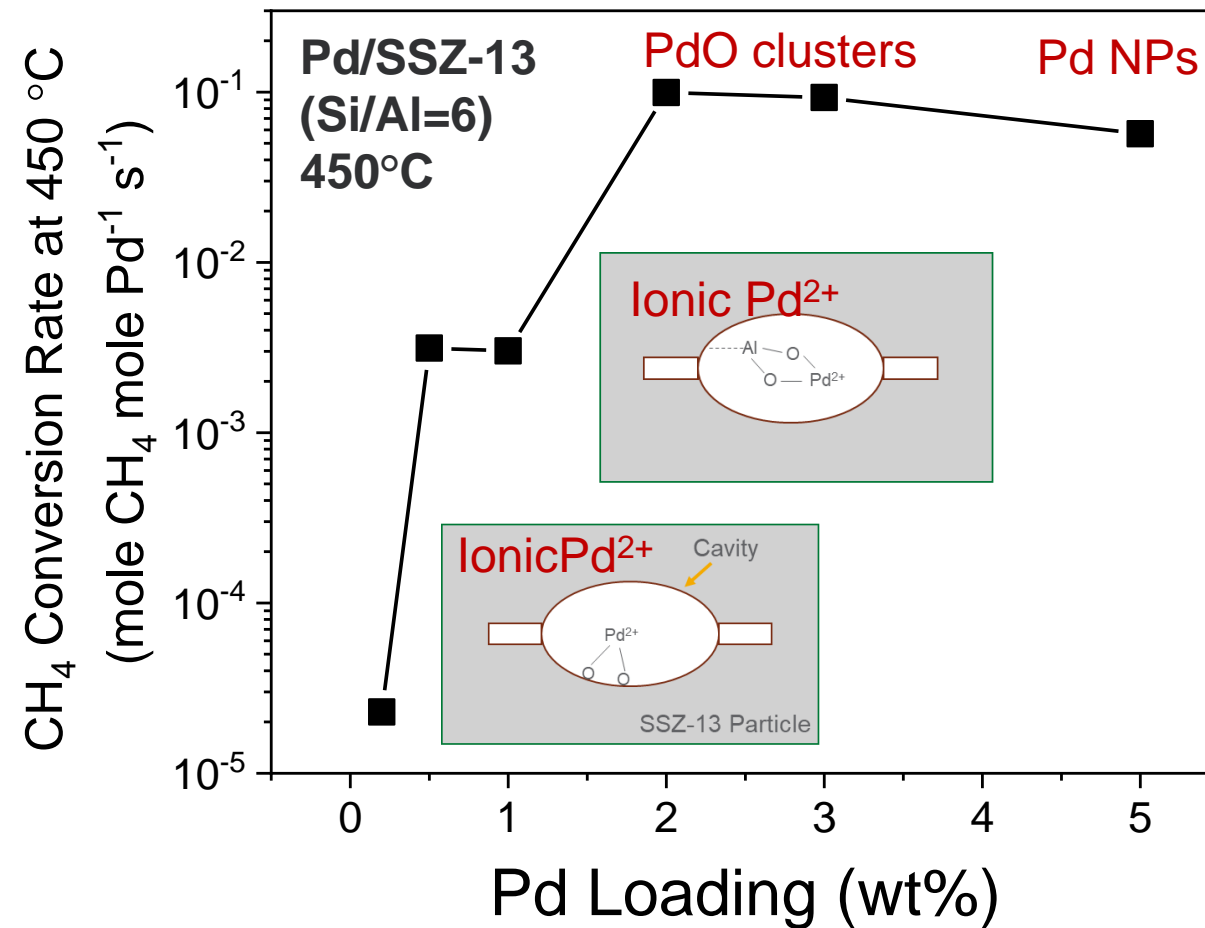 CH₄ Conversion Rate at 450 °C
(mole CH₄ mole Pd⁻¹ s⁻¹)
10⁻¹
10⁻²
10⁻³
10⁻⁴
10⁻⁵
Pd/SSZ-13
(Si/Al=6)
450°C
PdO clusters
Pd NPs
Ionic Pd²⁺
Al
O
O
Pd²⁺
IonicPd²⁺
Cavity
Pd²⁺
O
O
SSZ-13 Particle
0 1 2 3 4 5
Pd Loading (wt%)